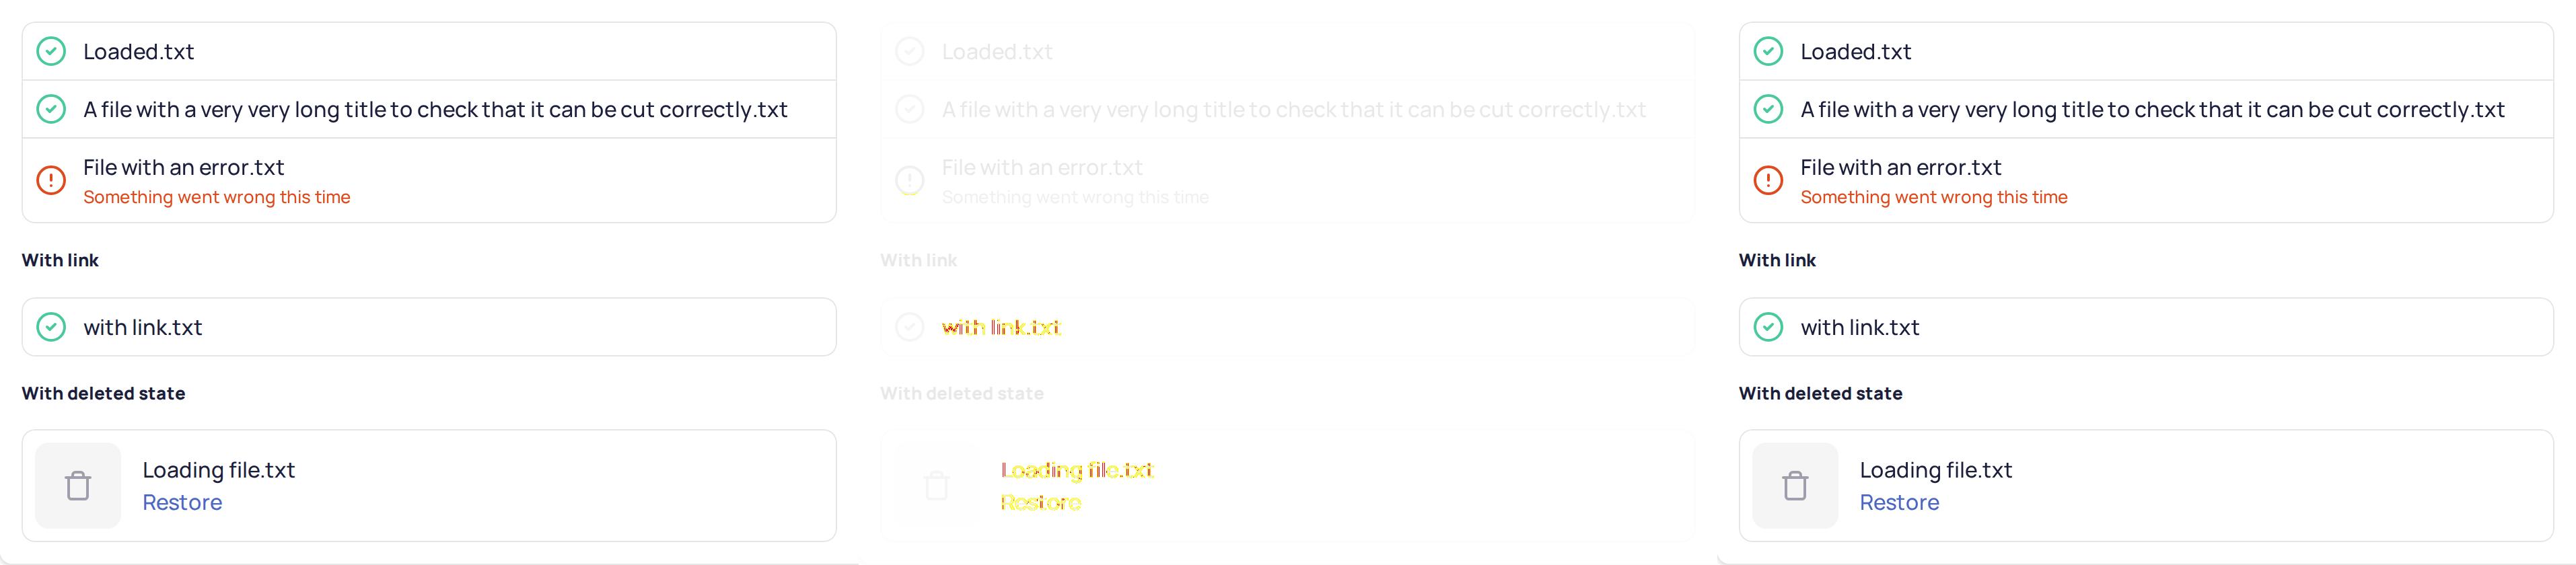 Loaded.txt
A file with a very very long title to check that it can be cut correctly.txt
File with an error.txt
Something went wrong this time
With link
with link.txt
With deleted state
Loading file.txt
Restore
Loaded.txt
A file with a very very long title to check that it can be cut correctly.txt
File with an error.txt
Something went wrong this time
With link
with link.txt
With deleted state
Loading file.txt
Restore
Loaded.txt
A file with a very very long title to check that it can be cut correctly.txt
File with an error.txt
Something went wrong this time
With link
with link.txt
With deleted state
Loading file.txt
Restore